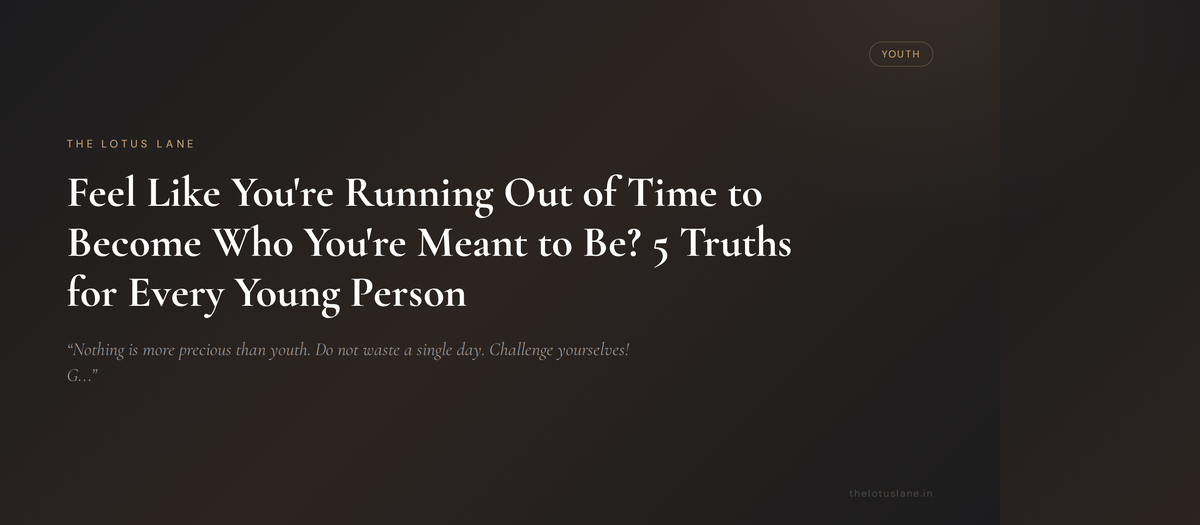 YOUTH
THE LOTUS LANE
Feel Like You're Running Out of Time to
Become Who You're Meant to Be? 5 Truths
for Every Young Person
“Nothing is more precious than youth. Do not waste a single day. Challenge yourselves!
G...”
thelotuslane.in